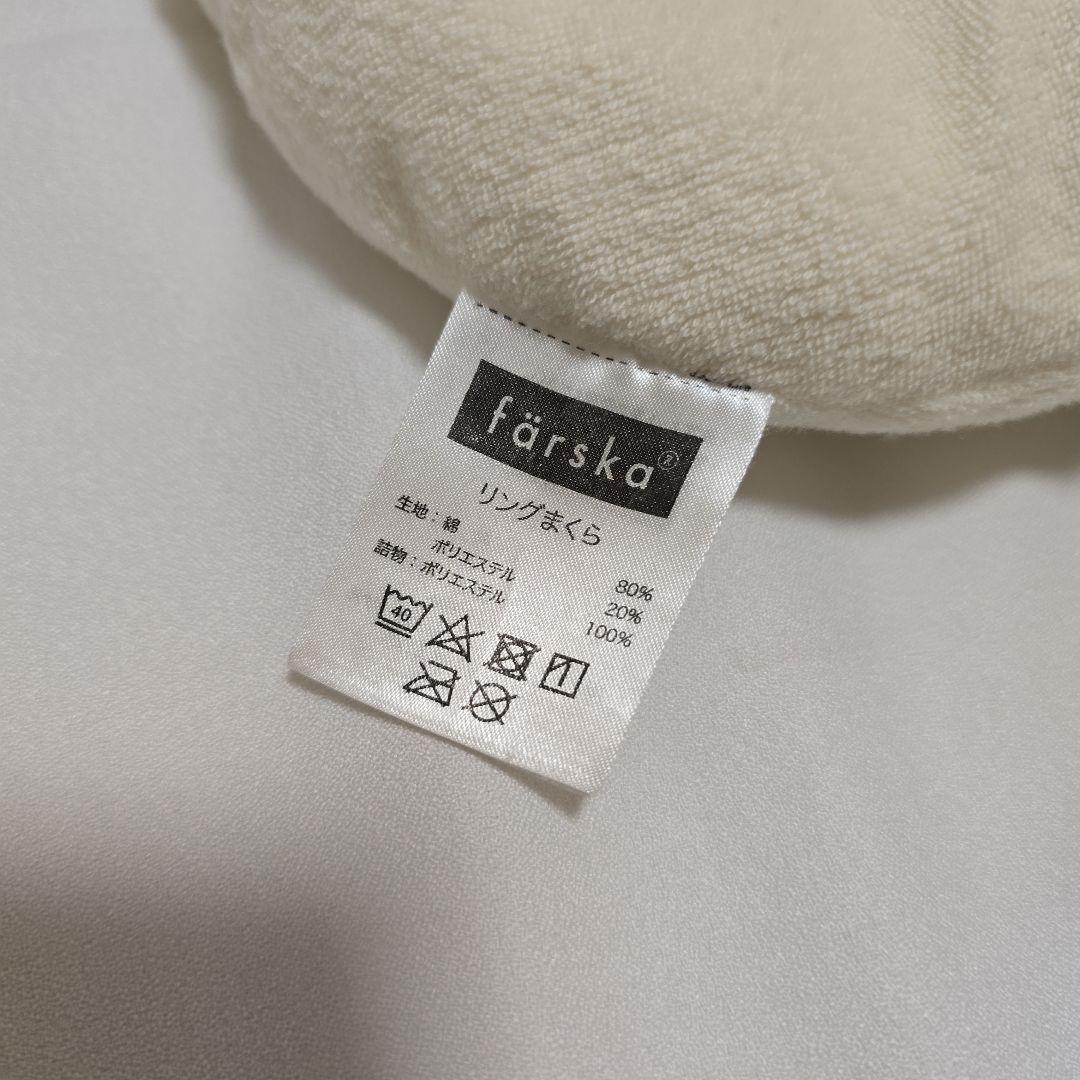 färska®
リングまくら
生地：綿 80%
ポリエステル 20%
詰物：ポリエステル 100%
40